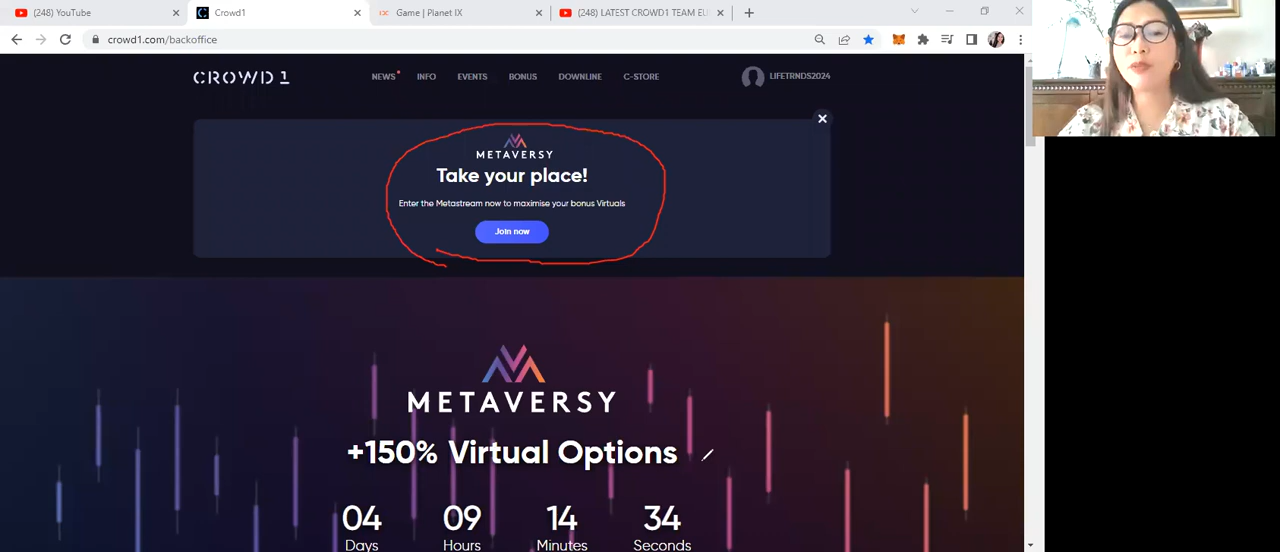 (248) YouTube
Crowd1
Game | Planet IX
(248) LATEST CROWD1 TEAM EU
crowd1.com/backoffice
CROWD1
NEWS INFO EVENTS BONUS DOWNLINE C-STORE
LIFETRNDS2024
METAVERSY
Take your place!
Enter the Metastream now to maximise your bonus Virtuals
Join now
METAVERSY
+150% Virtual Options
04 09 14 34
Days Hours Minutes Seconds